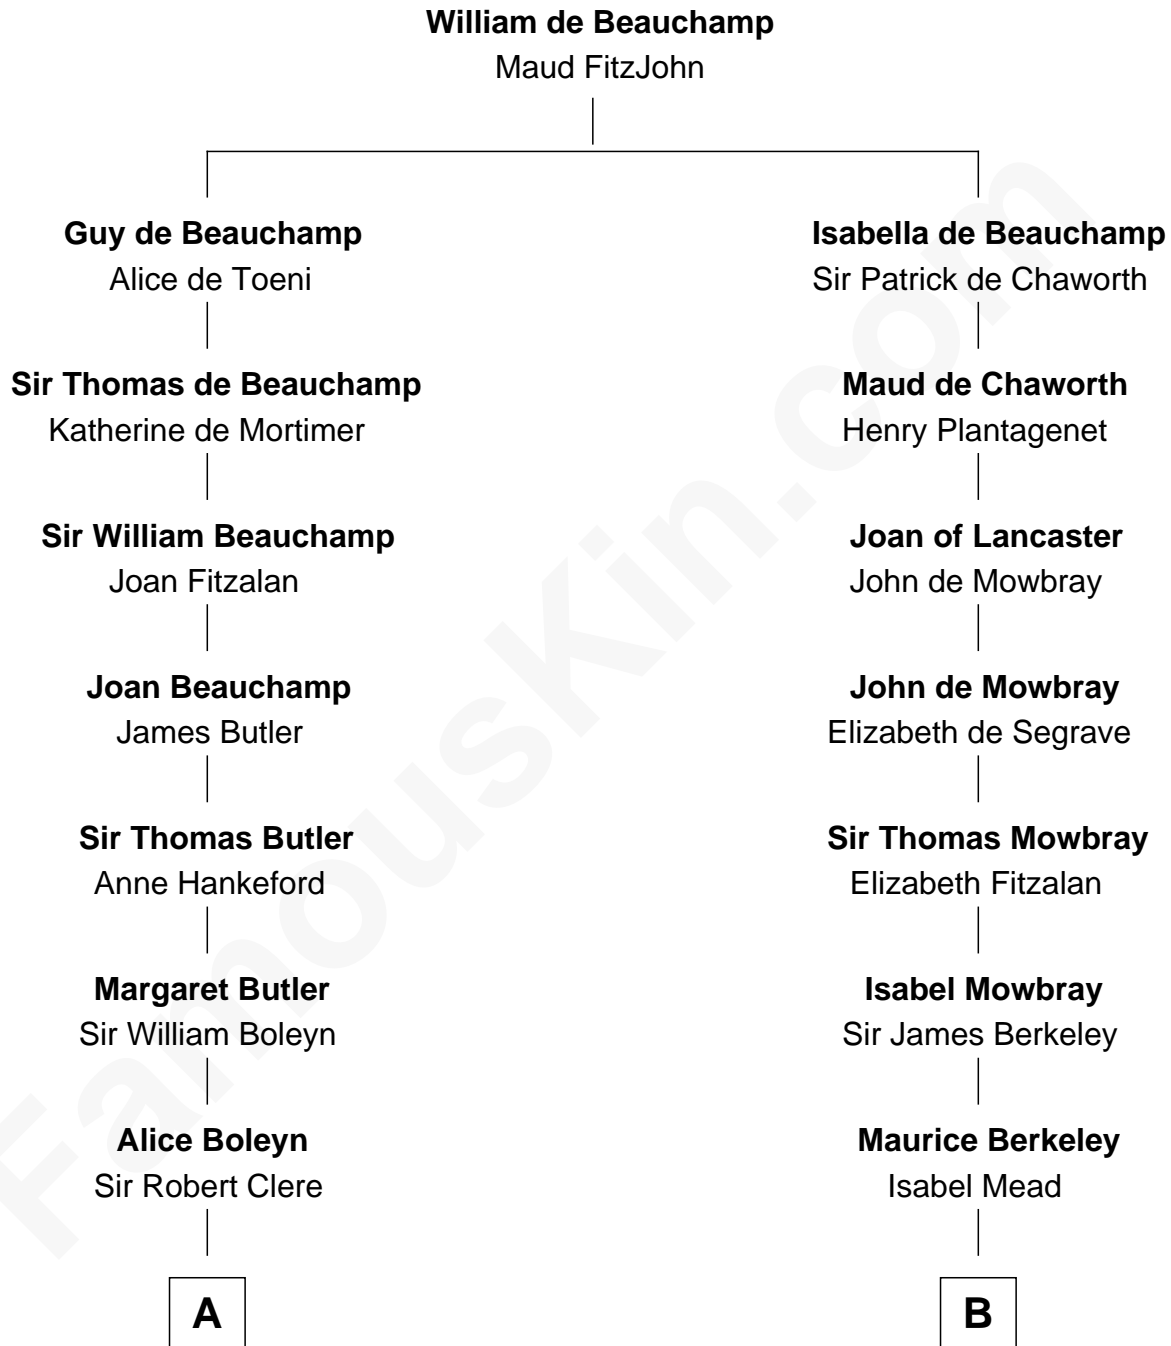 William de Beauchamp
Maud FitzJohn
Guy de Beauchamp
Alice de Toeni
Isabella de Beauchamp
Sir Patrick de Chaworth
Sir Thomas de Beauchamp
Katherine de Mortimer
Maud de Chaworth
Henry Plantagenet
Sir William Beauchamp
Joan Fitzalan
Joan of Lancaster
John de Mowbray
Joan Beauchamp
James Butler
John de Mowbray
Elizabeth de Segrave
Sir Thomas Butler
Anne Hankeford
Sir Thomas Mowbray
Elizabeth Fitzalan
Margaret Butler
Sir William Boleyn
Isabel Mowbray
Sir James Berkeley
Alice Boleyn
Sir Robert Clere
Maurice Berkeley
Isabel Mead
A
B
FamousKin.com